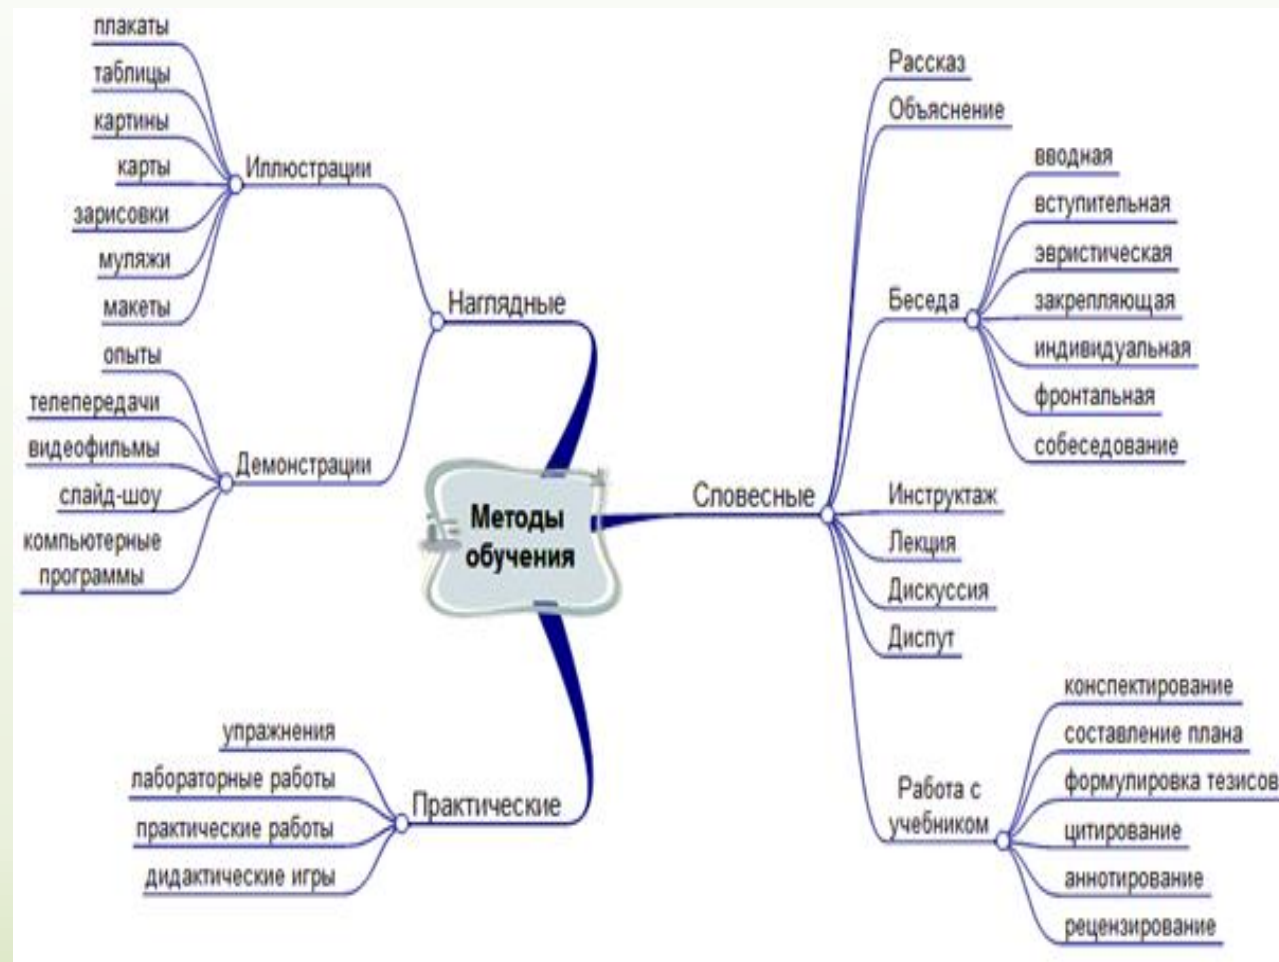 плакаты
таблицы
картины
карты
зарисовки
муляжи
макеты
Иллюстрации
опыты
телепередачи
видеофильмы
слайд-шоу
компьютерные
программы
Демонстрации
Наглядные
Методы
обучения
упражнения
лабораторные работы
практические работы
дидактические игры
Практические
Словесные
Рассказ
Объяснение
Беседа
вводная
вступительная
эвристическая
закрепляющая
индивидуальная
фронтальная
собеседование
Инструктаж
Лекция
Дискуссия
Диспут
Работа с
учебником
конспектирование
составление плана
формулировка тезисов
цитирование
аннотирование
рецензирование